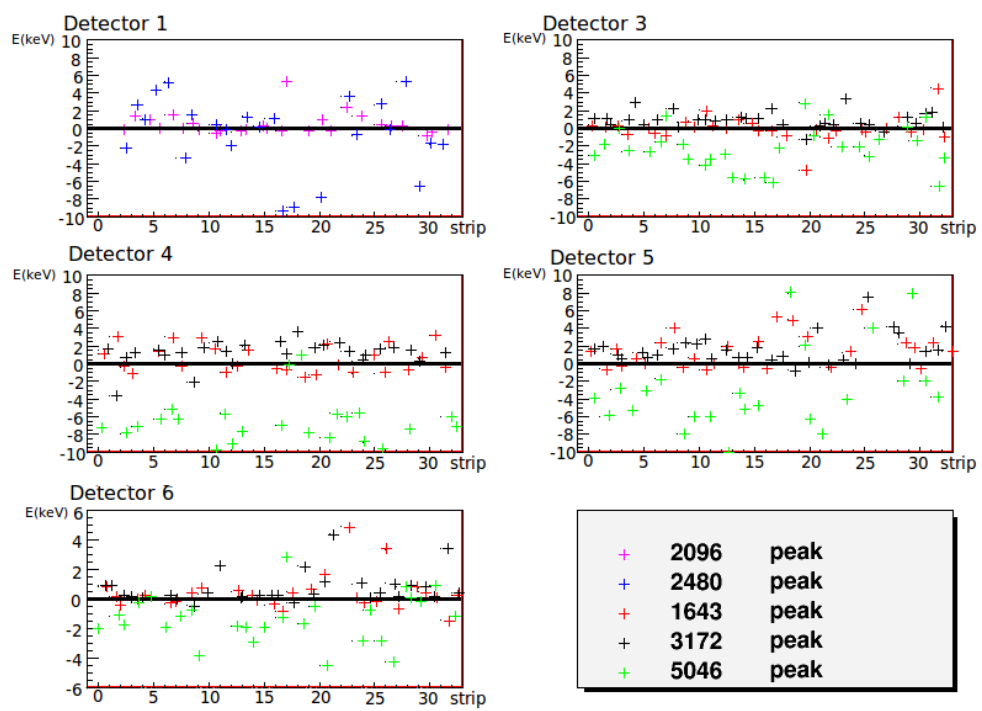 Detector 1
E(keV)
10
8
6
4
2
0
-2
-4
-6
-8
-10
0 5 10 15 20 25 30 strip
Detector 3
E(keV)
10
8
6
4
2
0
-2
-4
-6
-8
-10
0 5 10 15 20 25 30 strip
Detector 4
E(keV)
10
8
6
4
2
0
-2
-4
-6
-8
-10
0 5 10 15 20 25 30 strip
Detector 5
E(keV)
10
8
6
4
2
0
-2
-4
-6
-8
-10
0 5 10 15 20 25 30 strip
Detector 6
E(keV)
6
4
2
0
-2
-4
-6
0 5 10 15 20 25 30 strip
2096 peak
2480 peak
1643 peak
3172 peak
5046 peak